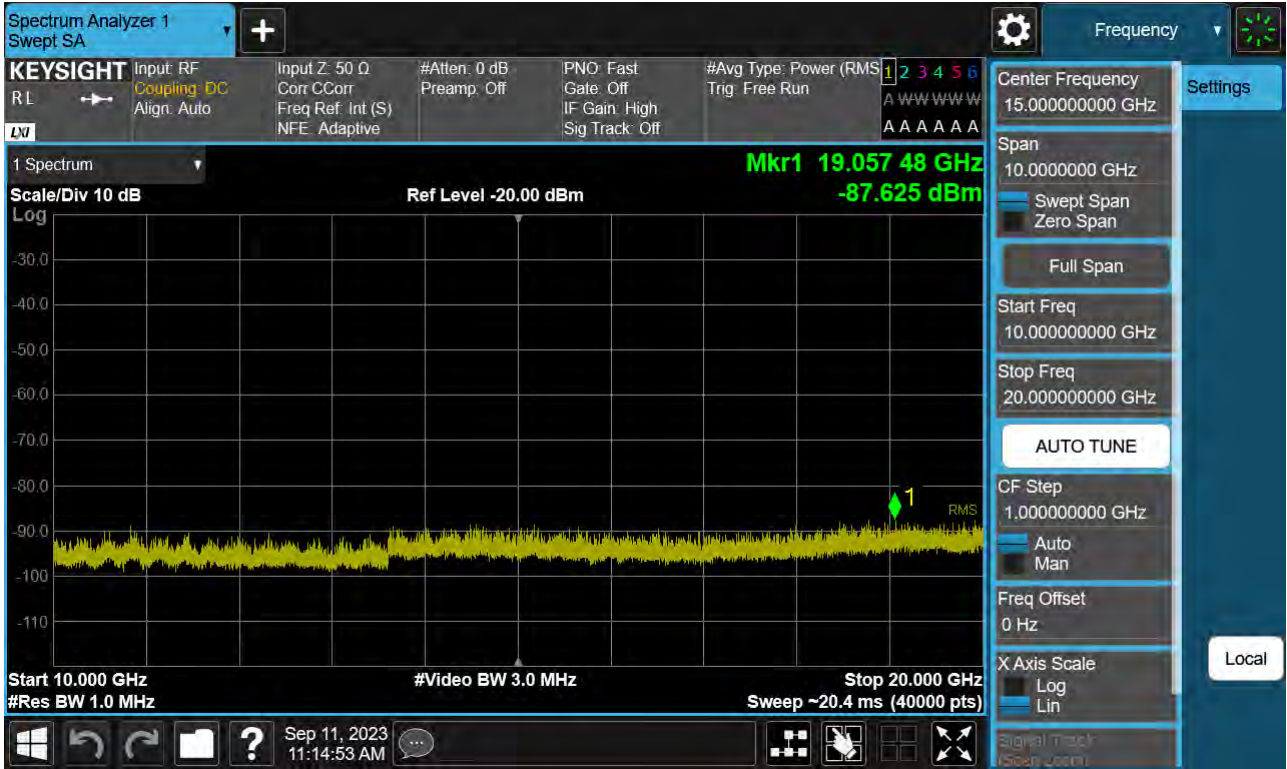 Spectrum Analyzer 1
Swept SA
Frequency
KEYSIGHT
R L
LXI
Input: RF
Coupling: DC
Align: Auto
Input Z: 50 Ω
Corr CCorr
Freq Ref: Int (S)
NFE: Adaptive
#Atten: 0 dB
Preamp: Off
PNO: Fast
Gate: Off
IF Gain: High
Sig Track: Off
#Avg Type: Power (RMS
Trig: Free Run
1 2 3 4 5 6
A W W W W W
A A A A A A
1 Spectrum
Scale/Div 10 dB
Log
Ref Level -20.00 dBm
Mkr1 19.057 48 GHz
-87.625 dBm
-30.0
-40.0
-50.0
-60.0
-70.0
-80.0
-90.0
-100
-110
1
RMS
Start 10.000 GHz
#Res BW 1.0 MHz
#Video BW 3.0 MHz
Stop 20.000 GHz
Sweep ~20.4 ms (40000 pts)
Center Frequency
15.000000000 GHz
Span
10.0000000 GHz
Swept Span
Zero Span
Full Span
Start Freq
10.000000000 GHz
Stop Freq
20.000000000 GHz
AUTO TUNE
CF Step
1.000000000 GHz
Auto
Man
Freq Offset
0 Hz
X Axis Scale
Log
Lin
Signal Track
(Span Zoom)
Settings
Local
?
Sep 11, 2023
11:14:53 AM